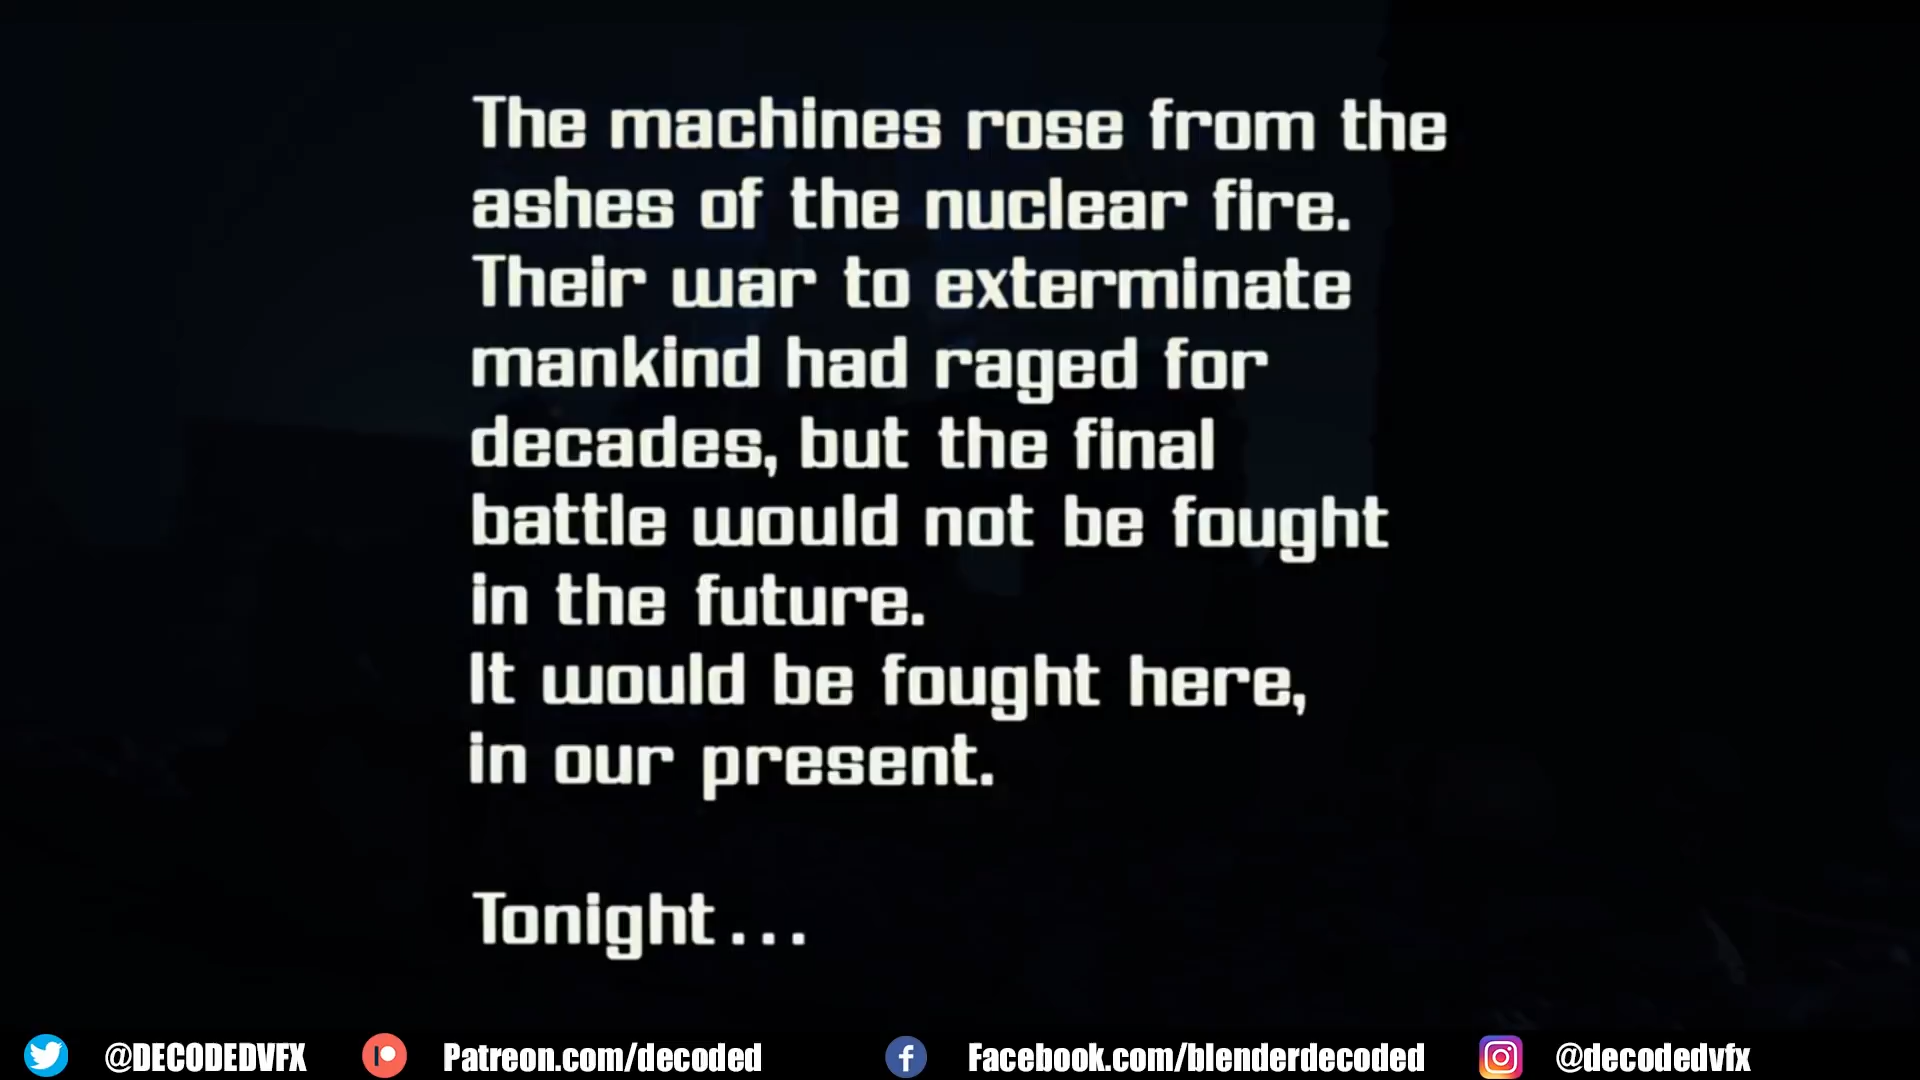 The machines rose from the
ashes of the nuclear fire.
Their war to exterminate
mankind had raged for
decades, but the final
battle would not be fought
in the future.
It would be fought here,
in our present.
Tonight...
@DECODEDVFX Patreon.com/decoded Facebook.com/blenderdecoded @decodedvfx